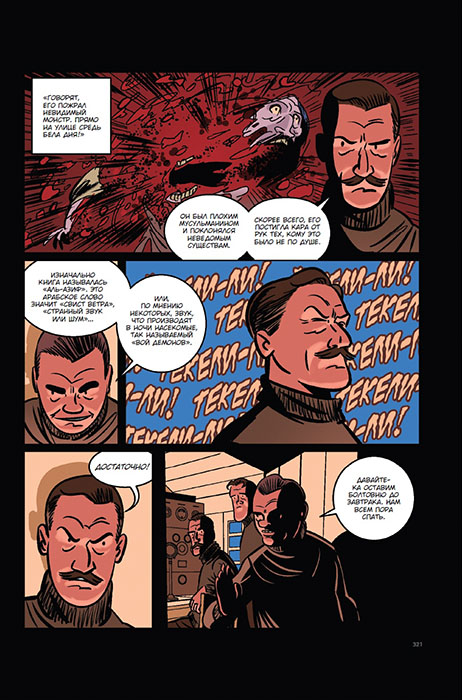 «ГОВОРЯТ,
ЕГО ПОЖРАЛ
НЕВИДИМЫЙ
МОНСТР. ПРЯМО
НА УЛИЦЕ СРЕДЬ
БЕЛА ДНЯ!»
ОН БЫЛ ПЛОХИМ
МУСУЛЬМАНИНОМ
И ПОКЛОНЯЛСЯ
НЕВЕДОМЫМ
СУЩЕСТВАМ.
СКОРЕЕ ВСЕГО, ЕГО
ПОСТИГЛА КАРА ОТ
РУК ТЕХ, КОМУ ЭТО
БЫЛО НЕ ПО ДУШЕ.
ИЗНАЧАЛЬНО
КНИГА НАЗЫВАЛАСЬ
«АЛЬ-АЗИФ». ЭТО
АРАБСКОЕ СЛОВО
ЗНАЧИТ «СВИСТ ВЕТРА»,
«СТРАННЫЙ ЗВУК
ИЛИ ШУМ»...
ИЛИ,
ПО МНЕНИЮ
НЕКОТОРЫХ, ЗВУК,
ЧТО ПРОИЗВОДЯТ
В НОЧИ НАСЕКОМЫЕ,
ТАК НАЗЫВАЕМЫЙ
«ВОЙ ДЕМОНОВ».
ТЕКЕЛИ-ЛИ!
ТЕКЕЛИ-ЛИ!
ТЕКЕЛИ-ЛИ!
ТЕКЕЛИ-ЛИ!
ДОСТАТОЧНО!
ДАВАЙТЕ-
КА ОСТАВИМ
БОЛТОВНЮ ДО
ЗАВТРАКА. НАМ
ВСЕМ ПОРА
СПАТЬ.
321